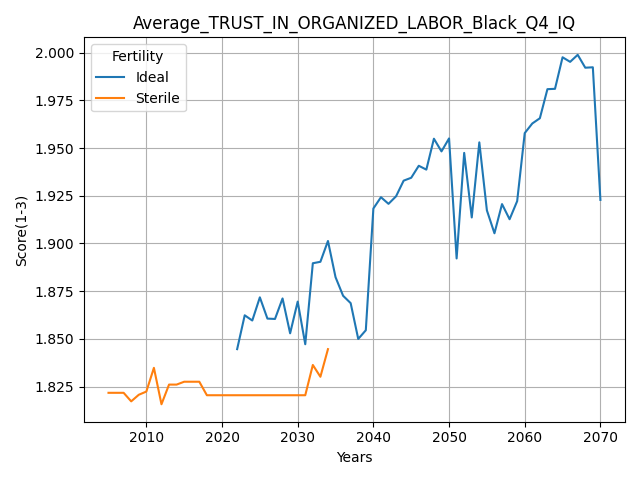 Average_TRUST_IN_ORGANIZED_LABOR_Black_Q4_IQ
Fertility
Ideal
Sterile
2.000
1.975
1.950
1.925
1.900
1.875
1.850
1.825
Score(1-3)
2010 2020 2030 2040 2050 2060 2070
Years